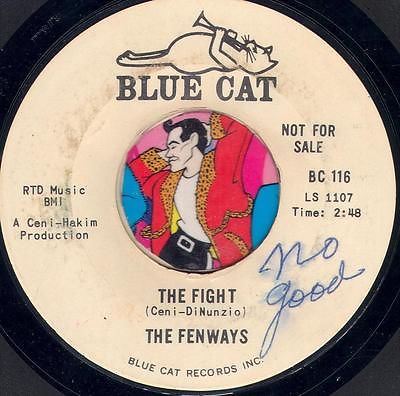 BLUE CAT
NOT FOR
SALE
BC 116
LS 1107
Time: 2:48
RTD Music
BMI
A Ceni-Hakim
Production
no
good
THE FIGHT
(Ceni-DiNunzio)
THE FENWAYS
BLUE CAT RECORDS INC.